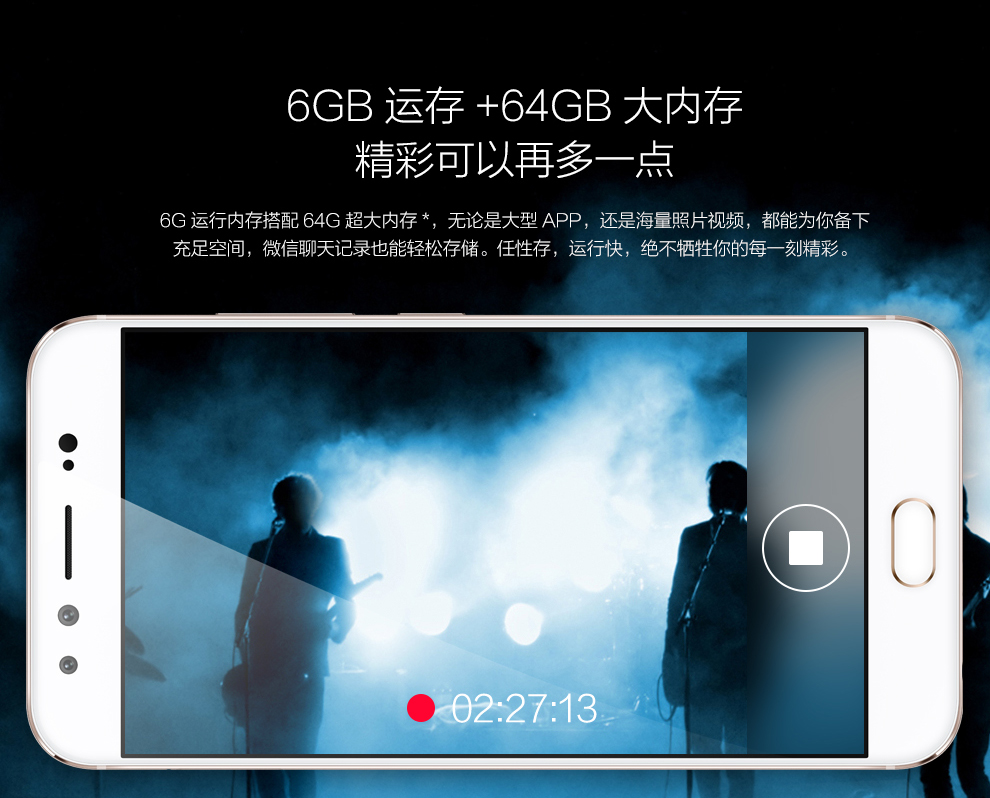 6GB 运存 +64GB 大内存
精彩可以再多一点
6G 运行内存搭配 64G 超大内存 *，无论是大型 APP，还是海量照片视频，都能为你备下
充足空间，微信聊天记录也能轻松存储。任性存，运行快，绝不牺牲你的每一刻精彩。
02:27:13